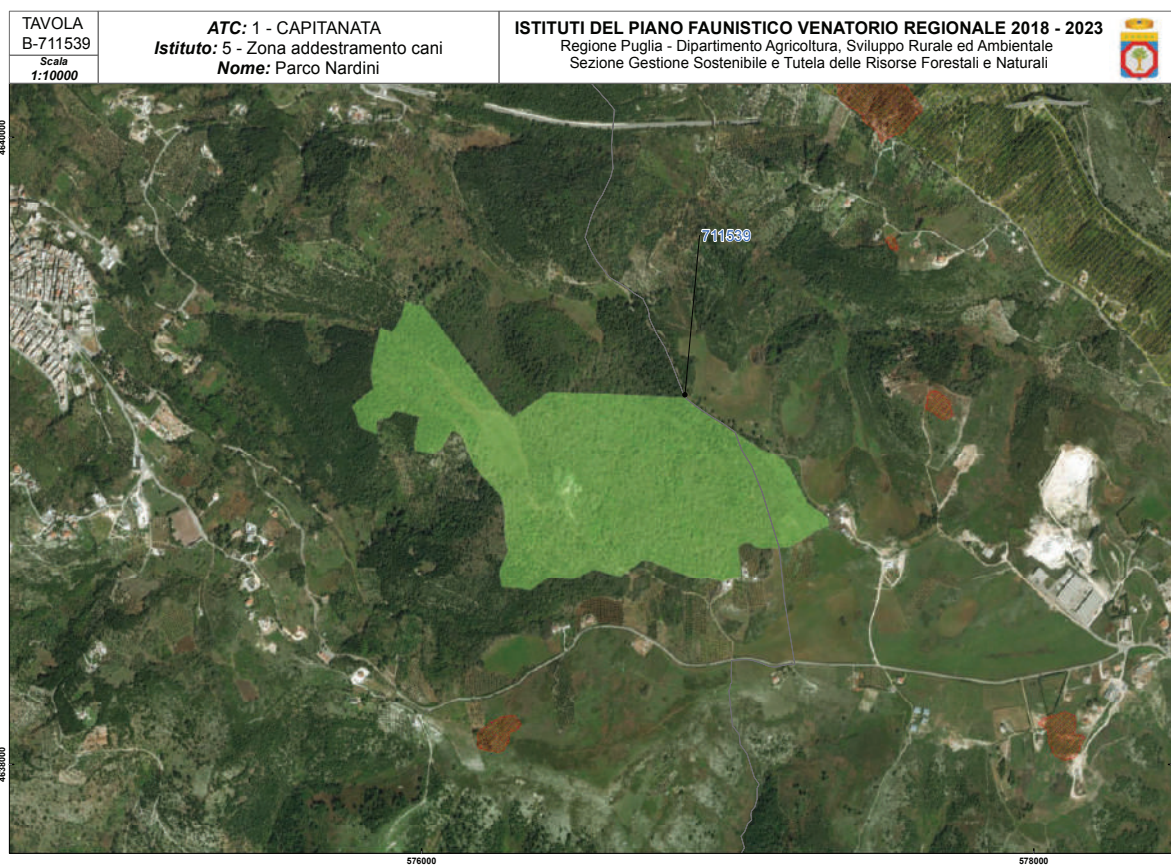 TAVOLA
B-711539
Scala
1:10000
ATC: 1 - CAPITANATA
Istituto: 5 - Zona addestramento cani
Nome: Parco Nardini
ISTITUTI DEL PIANO FAUNISTICO VENATORIO REGIONALE 2018 - 2023
Regione Puglia - Dipartimento Agricoltura, Sviluppo Rurale ed Ambientale
Sezione Gestione Sostenibile e Tutela delle Risorse Forestali e Naturali
4640000
711539
4638000
576000
578000